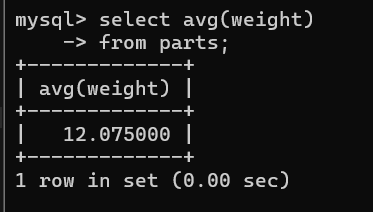 mysql> select avg(weight)
    -> from parts;
+-------------+
| avg(weight) |
+-------------+
|   12.075000 |
+-------------+
1 row in set (0.00 sec)